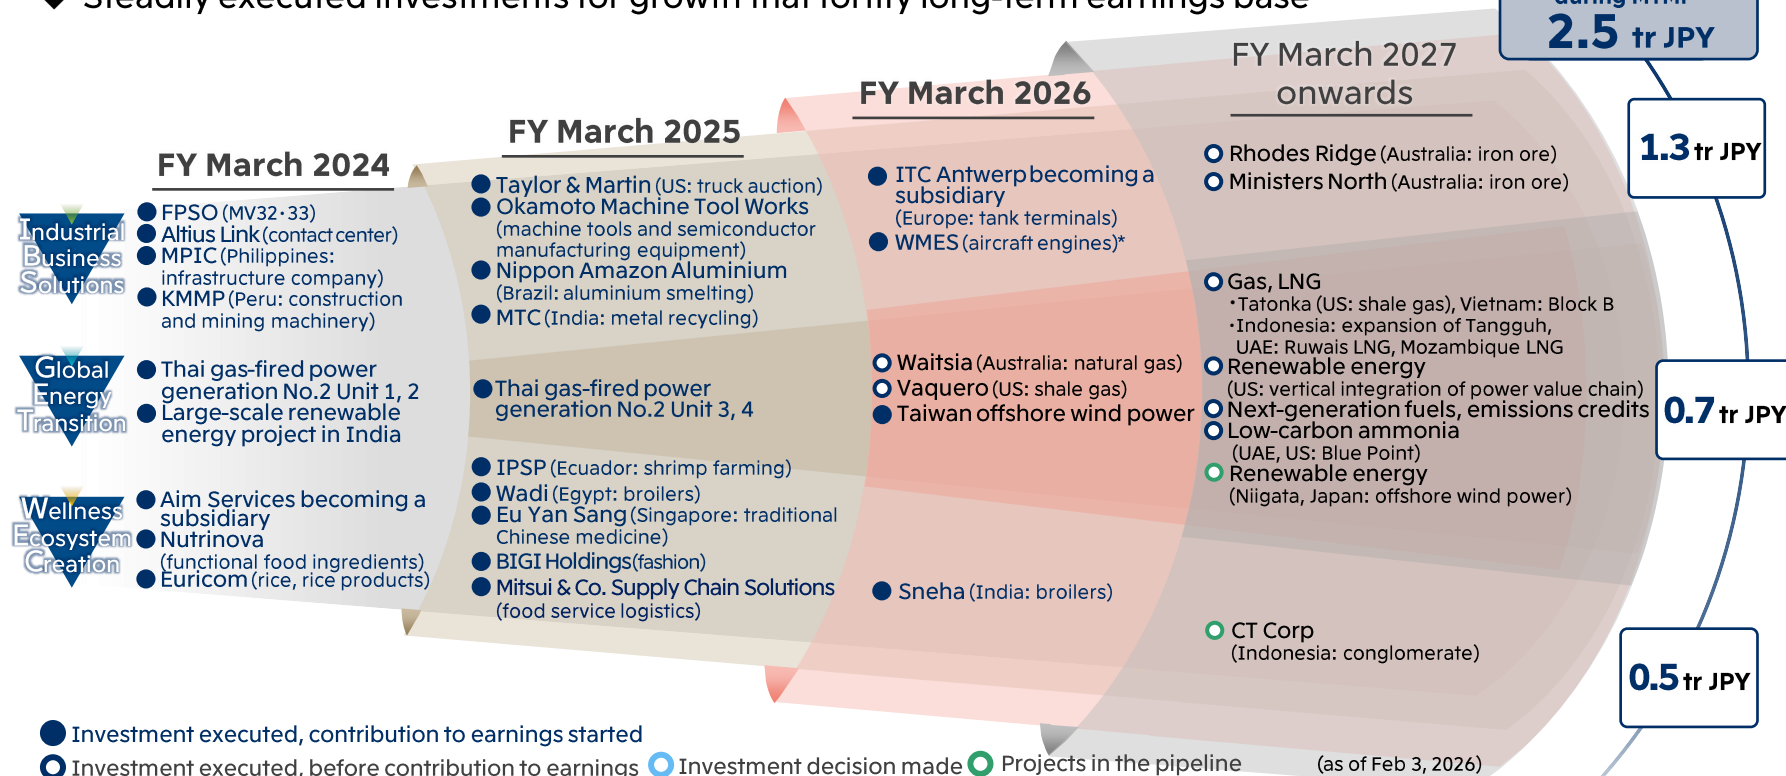 ◆ Steadily executed investments for growth that fortify long-term earnings base
during MTMP
2.5 tr JPY
FY March 2024
FY March 2025
FY March 2026
FY March 2027
onwards
1.3 tr JPY
0.7 tr JPY
0.5 tr JPY
Industrial
Business
Solutions
FPSO (MV32·33)
Altius Link (contact center)
MPIC (Philippines:
infrastructure company)
KMMP (Peru: construction
and mining machinery)
Taylor & Martin (US: truck auction)
Okamoto Machine Tool Works
(machine tools and semiconductor
manufacturing equipment)
Nippon Amazon Aluminium
(Brazil: aluminium smelting)
MTC (India: metal recycling)
ITC Antwerp becoming a
subsidiary
(Europe: tank terminals)
WMES (aircraft engines)*
Rhodes Ridge (Australia: iron ore)
Ministers North (Australia: iron ore)
Global
Energy
Transition
Thai gas-fired power
generation No.2 Unit 1, 2
Large-scale renewable
energy project in India
Thai gas-fired power
generation No.2 Unit 3, 4
Waitsia (Australia: natural gas)
Vaquero (US: shale gas)
Taiwan offshore wind power
Gas, LNG
·Tatonka (US: shale gas), Vietnam: Block B
·Indonesia: expansion of Tangguh,
UAE: Ruwais LNG, Mozambique LNG
Renewable energy
(US: vertical integration of power value chain)
Next-generation fuels, emissions credits
Low-carbon ammonia
(UAE, US: Blue Point)
Renewable energy
(Niigata, Japan: offshore wind power)
Wellness
Ecosystem
Creation
Aim Services becoming a
subsidiary
Nutrinova
(functional food ingredients)
Euricom (rice, rice products)
IPSP (Ecuador: shrimp farming)
Wadi (Egypt: broilers)
Eu Yan Sang (Singapore: traditional
Chinese medicine)
BIGI Holdings (fashion)
Mitsui & Co. Supply Chain Solutions
(food service logistics)
Sneha (India: broilers)
CT Corp
(Indonesia: conglomerate)
Investment executed, contribution to earnings started
Investment executed, before contribution to earnings
Investment decision made
Projects in the pipeline
(as of Feb 3, 2026)